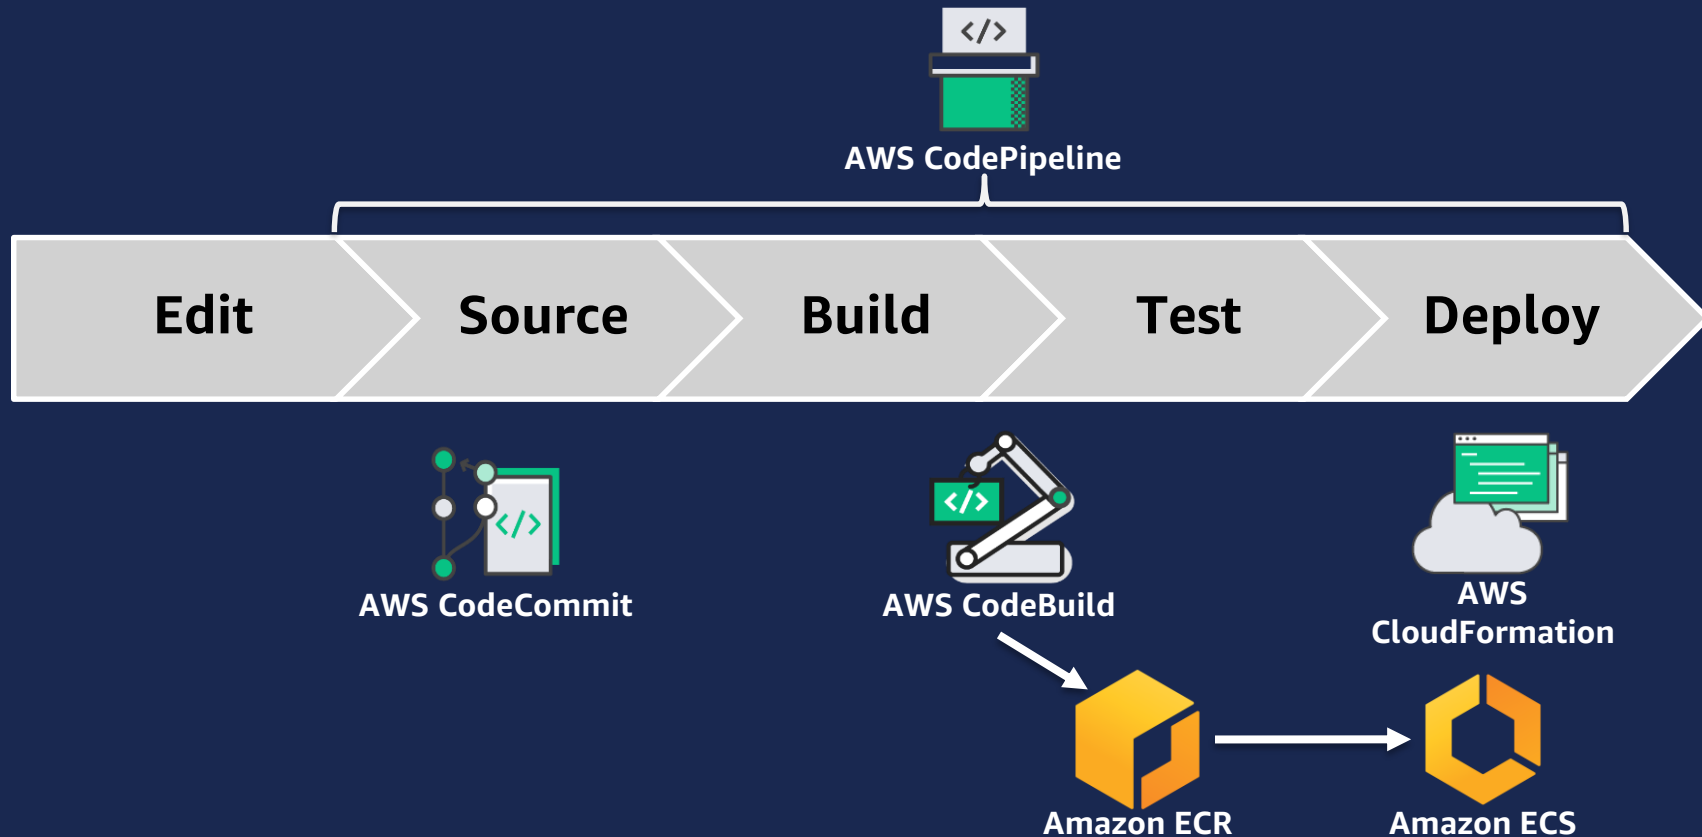 </>
AWS CodePipeline
Edit
Source
Build
Test
Deploy
</>
AWS CodeCommit
</>
AWS CodeBuild
AWS
CloudFormation
Amazon ECR
Amazon ECS